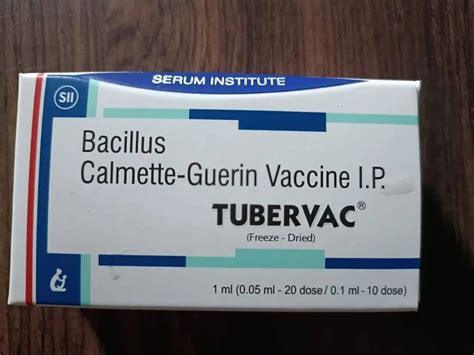 SERUM INSTITUTE
SII
Bacillus
Calmette-Guerin Vaccine I.P.
TUBERVAC®
(Freeze - Dried)
1 ml (0.05 ml - 20 dose / 0.1 ml - 10 dose)